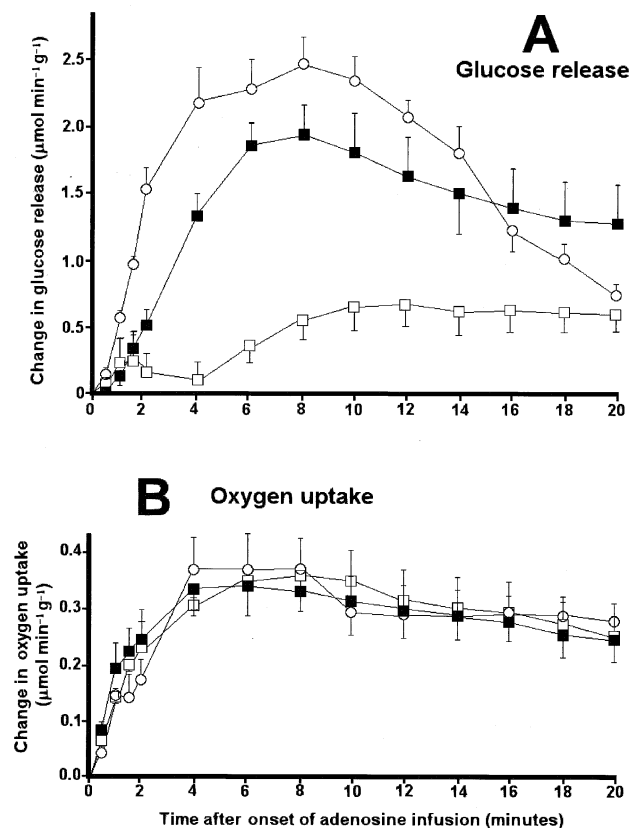 A
Glucose release
Change in glucose release (µmol min⁻¹ g⁻¹)
2.5
2.0
1.5
1.0
0.5
0
0 2 4 6 8 10 12 14 16 18 20
B Oxygen uptake
Change in oxygen uptake
(µmol min⁻¹ g⁻¹)
0.4
0.3
0.2
0.1
0.0
0 2 4 6 8 10 12 14 16 18 20
Time after onset of adenosine infusion (minutes)